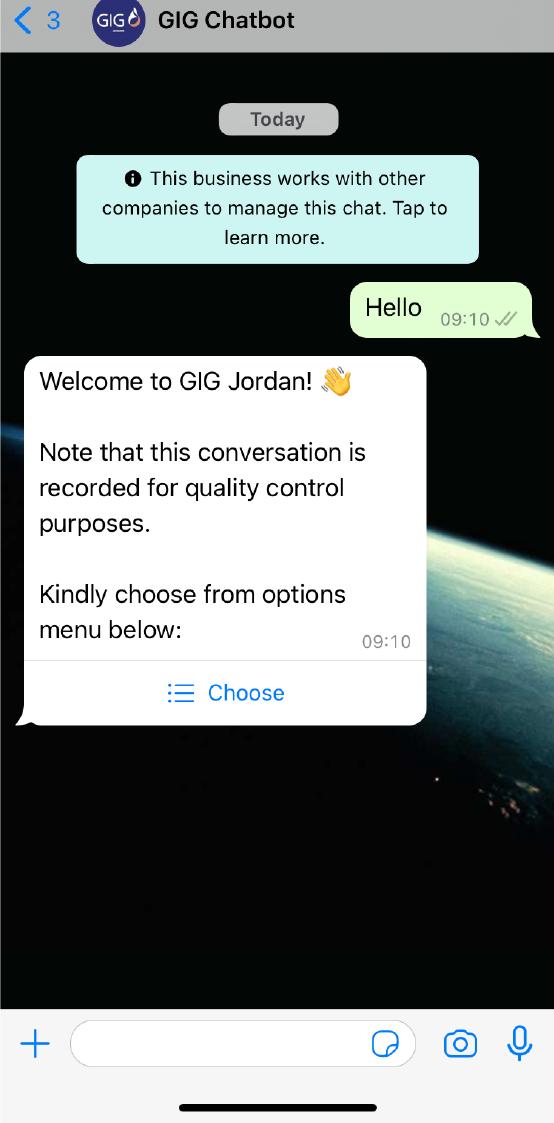 3
GIG
GIG Chatbot
Today
This business works with other
companies to manage this chat. Tap to
learn more.
Hello
09:10
Welcome to GIG Jordan! 👋
Note that this conversation is
recorded for quality control
purposes.
Kindly choose from options
menu below:
09:10
Choose